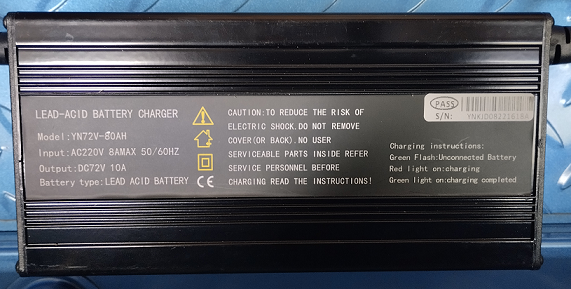 LEAD-ACID BATTERY CHARGER
Model:YN72V-80AH
Input:AC220V 8AMAX 50/60HZ
Output:DC72V 10A
Battery type:LEAD ACID BATTERY
CE
CAUTION:TO REDUCE THE RISK OF
ELECTRIC SHOCK.DO NOT REMOVE
COVER(OR BACK).NO USER
SERVICEABLE PARTS INSIDE REFER
SERVICE PERSONNEL BEFORE
CHARGING READ THE INSTRUCTIONS!
PASS
S/N:
Charging instructions:
Green Flash:Unconnected Battery
Red light on:charging
Green light on:charging completed